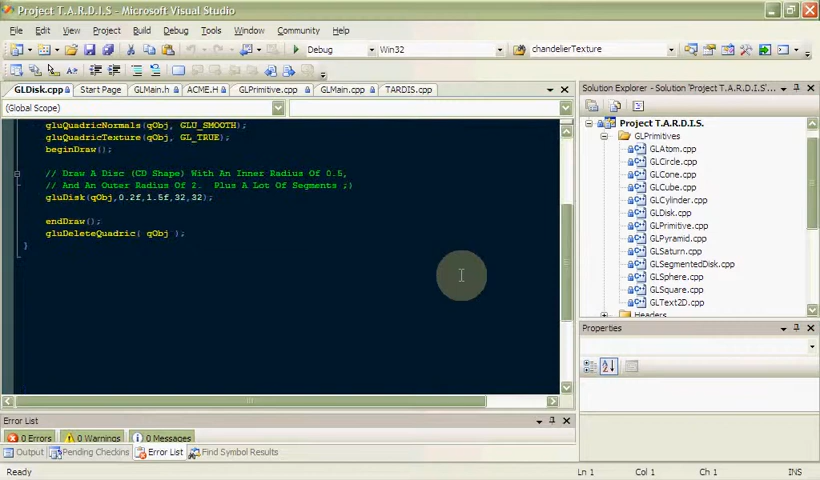 Project T.A.R.D.I.S - Microsoft Visual Studio
File Edit View Project Build Debug Tools Window Community Help
Debug Win32 chandelierTexture
GLDisk.cpp Start Page GLMain.h ACME.H GLPrimitive.cpp GLMain.cpp TARDIS.cpp
(Global Scope)
gluQuadricNormals(qObj, GLU_SMOOTH);
gluQuadricTexture(qObj, GL_TRUE);
beginDraw();
// Draw A Disc (CD Shape) With An Inner Radius Of 0.5,
// And An Outer Radius Of 2.  Plus A Lot Of Segments ;)
gluDisk(qObj,0.2f,1.5f,32,32);
endDraw();
gluDeleteQuadric( qObj );
}
Solution Explorer - Solution 'Project T.A.R.D.I.S.'...
Project T.A.R.D.I.S.
GLPrimitives
GLAtom.cpp
GLCircle.cpp
GLCone.cpp
GLCube.cpp
GLCylinder.cpp
GLDisk.cpp
GLPrimitive.cpp
GLPyramid.cpp
GLSaturn.cpp
GLSegmentedDisk.cpp
GLSphere.cpp
GLSquare.cpp
GLText2D.cpp
Headers
Properties
Error List
0 Errors 0 Warnings 0 Messages
Output Pending Checkins Error List Find Symbol Results
Ready Ln 1 Col 1 Ch 1 INS